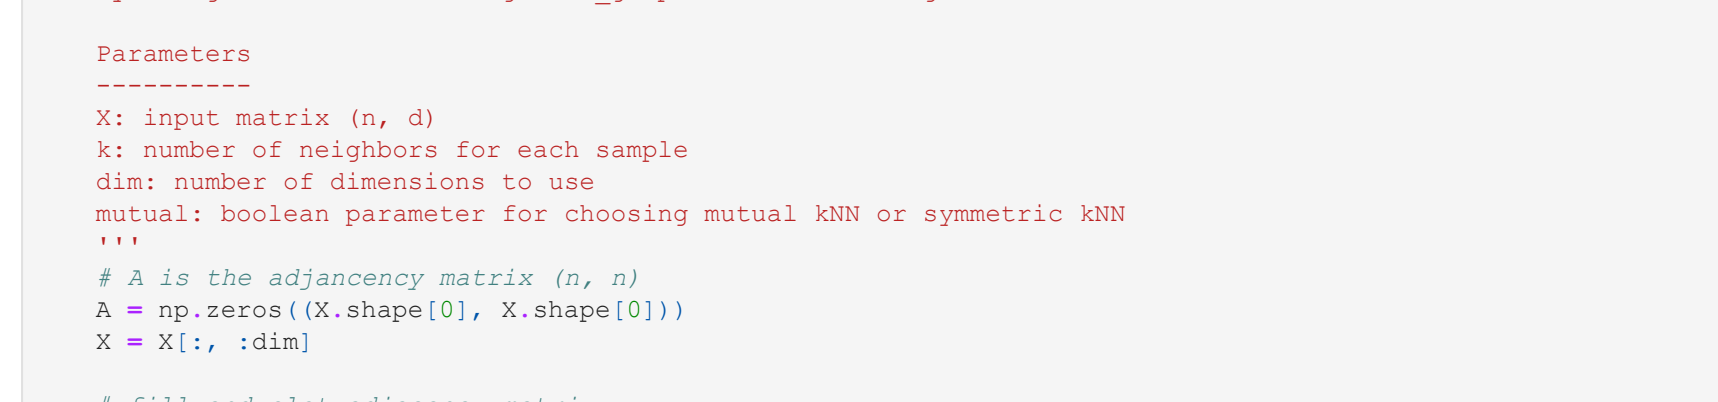 Parameters
----------
X: input matrix (n, d)
k: number of neighbors for each sample
dim: number of dimensions to use
mutual: boolean parameter for choosing mutual kNN or symmetric kNN
'''
# A is the adjancency matrix (n, n)
A = np.zeros((X.shape[0], X.shape[0]))
X = X[:, :dim]